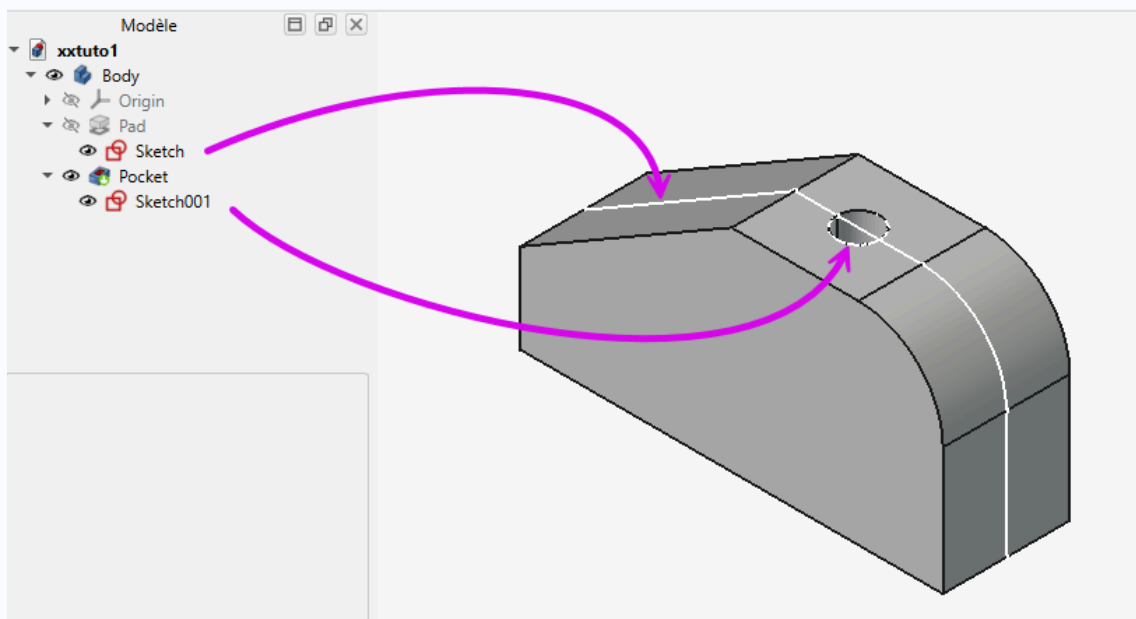 Modèle
xxtuto1
Body
Origin
Pad
Sketch
Pocket
Sketch001